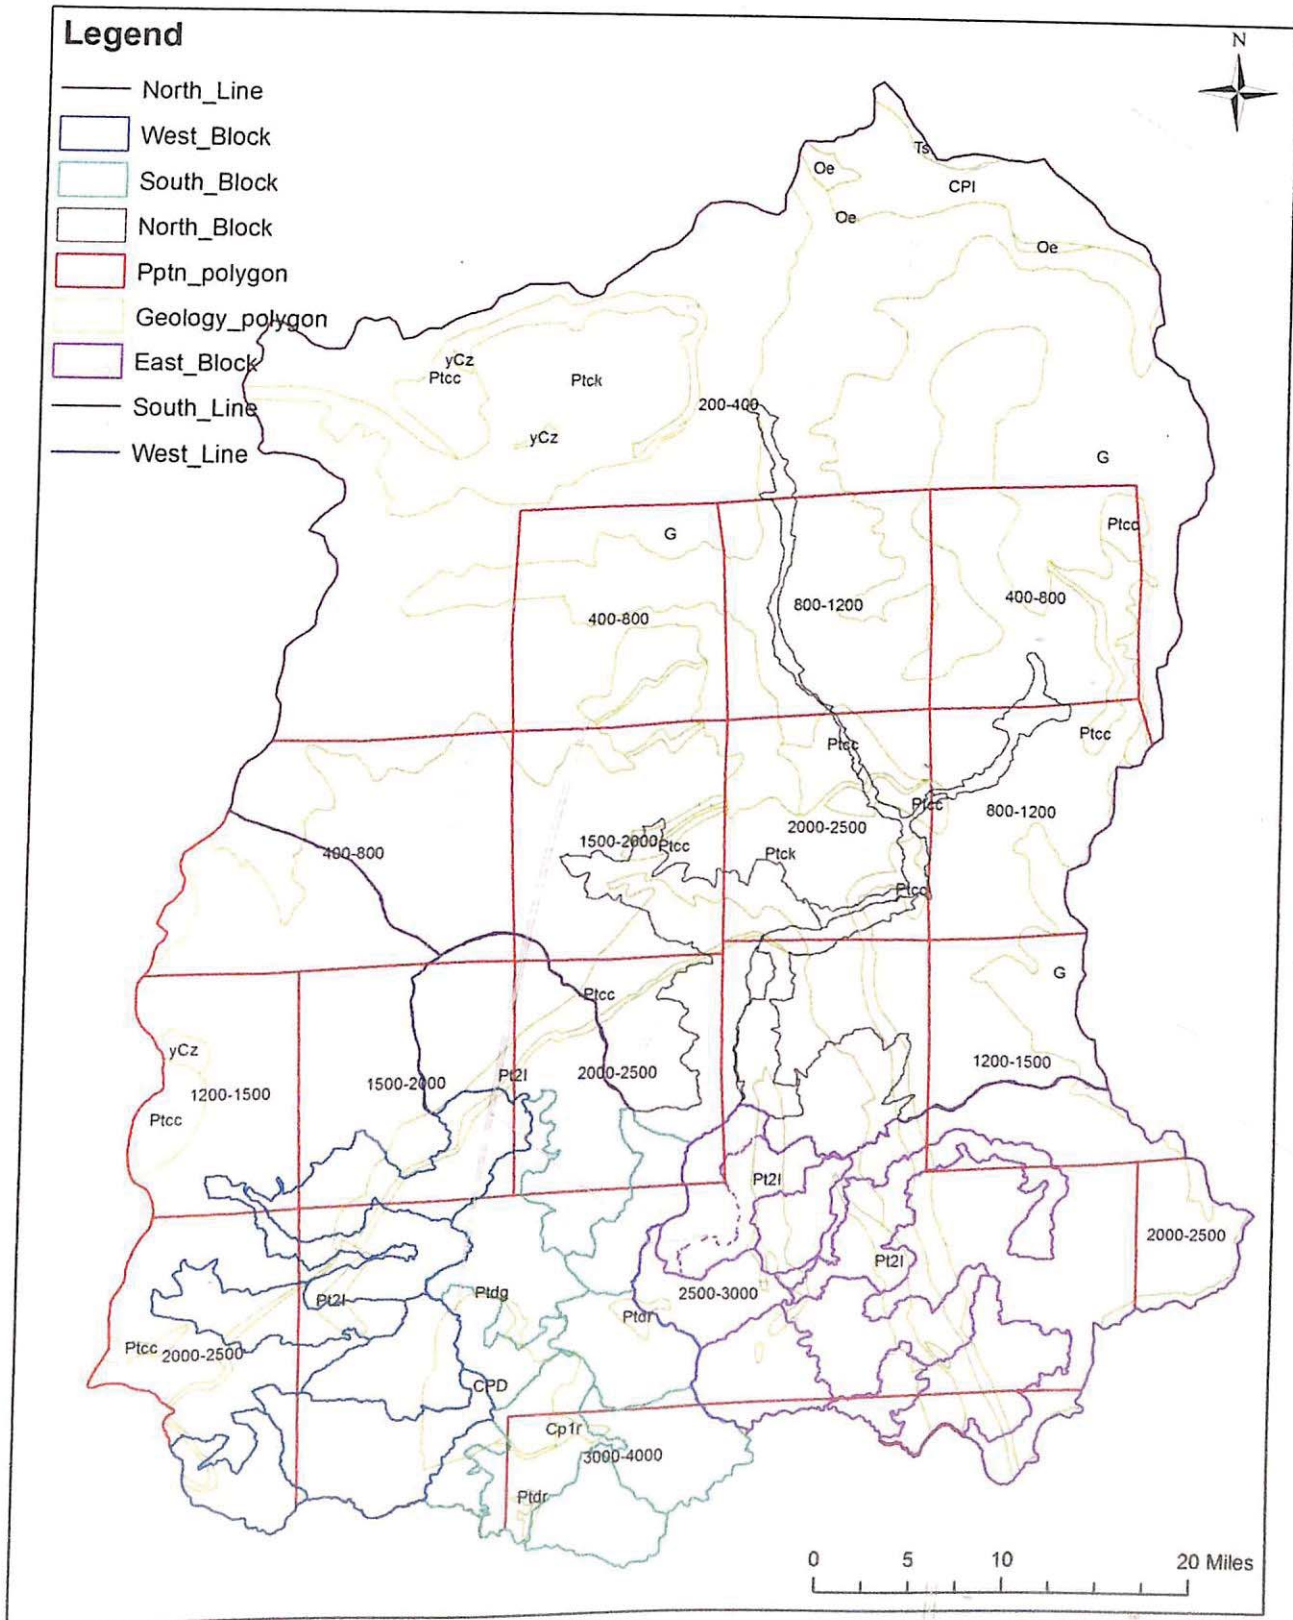 Legend
North_Line
West_Block
South_Block
North_Block
Pptn_polygon
Geology_polygon
East_Block
South_Line
West_Line
N
Ts
Oe
CPI
Oe
Oe
yCz
Ptcc
Ptck
200-400
yCz
G
G
Ptcc
400-800
800-1200
400-800
Ptcc
Ptcc
Ptcc
800-1200
400-800
1500-2000
Ptcc
2000-2500
Ptck
Ptcc
G
Ptcc
yCz
1200-1500
1500-2000
Pt2l
2000-2500
1200-1500
Ptcc
Pt2l
2000-2500
Pt2l
Ptdg
2500-3000
Pt2l
Ptdr
Ptcc
2000-2500
CPD
Cp1r
3000-4000
Ptdr
0 5 10 20 Miles